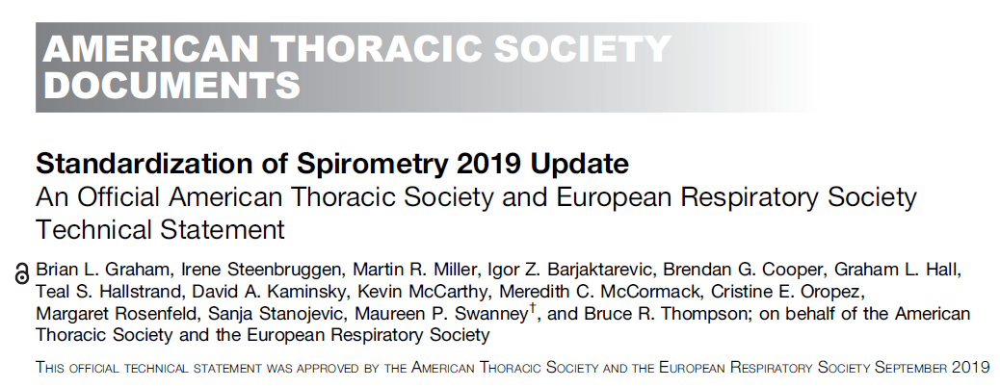 AMERICAN THORACIC SOCIETY
DOCUMENTS
Standardization of Spirometry 2019 Update
An Official American Thoracic Society and European Respiratory Society
Technical Statement
Brian L. Graham, Irene Steenbruggen, Martin R. Miller, Igor Z. Barjaktarevic, Brendan G. Cooper, Graham L. Hall,
Teal S. Hallstrand, David A. Kaminsky, Kevin McCarthy, Meredith C. McCormack, Cristine E. Oropez,
Margaret Rosenfeld, Sanja Stanojevic, Maureen P. Swanney†, and Bruce R. Thompson; on behalf of the American
Thoracic Society and the European Respiratory Society
THIS OFFICIAL TECHNICAL STATEMENT WAS APPROVED BY THE AMERICAN THORACIC SOCIETY AND THE EUROPEAN RESPIRATORY SOCIETY SEPTEMBER 2019